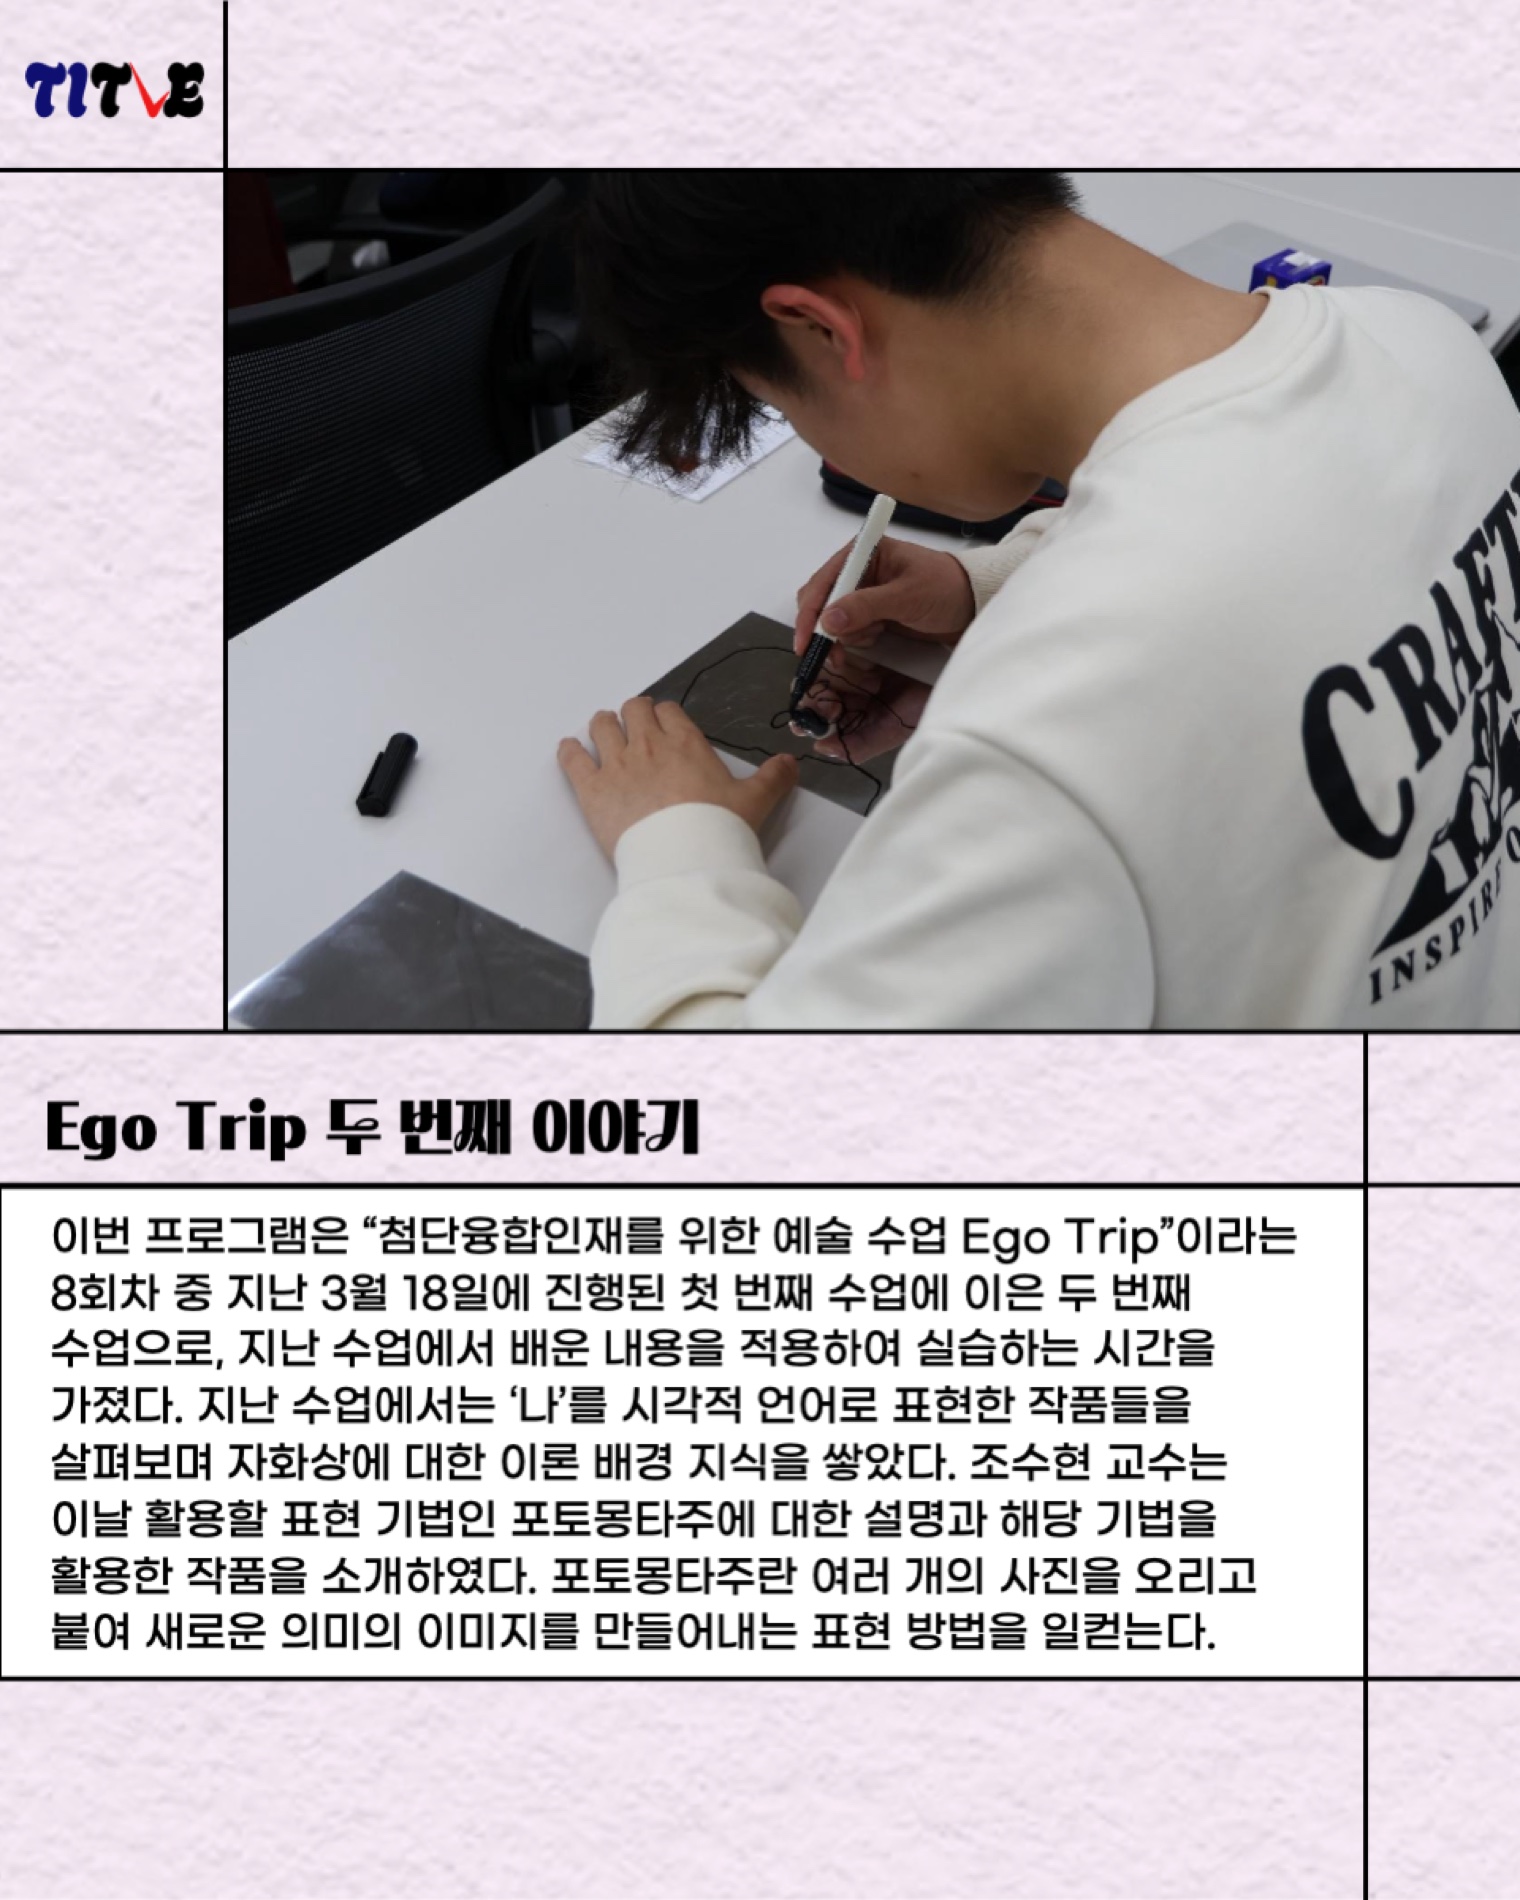 TITLE
CRAFT
INSPIRE O
Ego Trip 두 번째 이야기
이번 프로그램은 “첨단융합인재를 위한 예술 수업 Ego Trip”이라는
8회차 중 지난 3월 18일에 진행된 첫 번째 수업에 이은 두 번째
수업으로, 지난 수업에서 배운 내용을 적용하여 실습하는 시간을
가졌다. 지난 수업에서는 ‘나’를 시각적 언어로 표현한 작품들을
살펴보며 자화상에 대한 이론 배경 지식을 쌓았다. 조수현 교수는
이날 활용할 표현 기법인 포토몽타주에 대한 설명과 해당 기법을
활용한 작품을 소개하였다. 포토몽타주란 여러 개의 사진을 오리고
붙여 새로운 의미의 이미지를 만들어내는 표현 방법을 일컫는다.